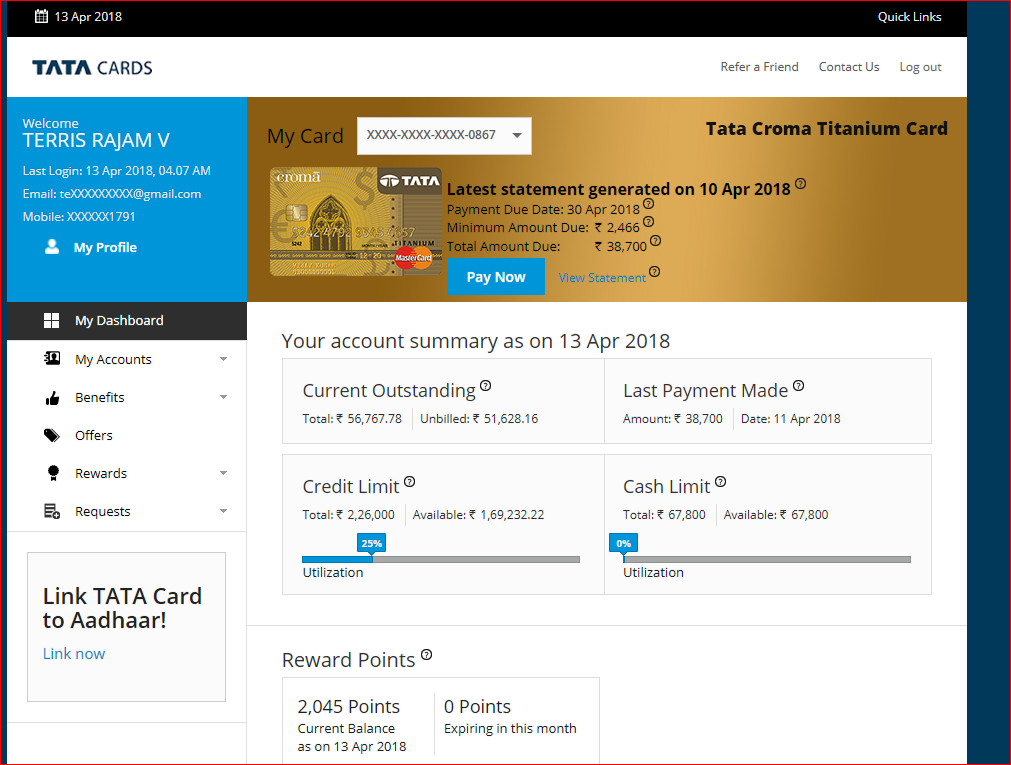 13 Apr 2018
Quick Links
TATA CARDS
Refer a Friend
Contact Us
Log out
Welcome
TERRIS RAJAM V
Last Login: 13 Apr 2018, 04.07 AM
Email: teXXXXXXXXX@gmail.com
Mobile: XXXXXX1791
My Profile
My Card
XXXX-XXXX-XXXX-0867
Tata Croma Titanium Card
cromā
TATA
TITANIUM
MasterCard
Latest statement generated on 10 Apr 2018
Payment Due Date: 30 Apr 2018
Minimum Amount Due: ₹ 2,466
Total Amount Due: ₹ 38,700
Pay Now
View Statement
My Dashboard
My Accounts
Benefits
Offers
Rewards
Requests
Link TATA Card
to Aadhaar!
Link now
Your account summary as on 13 Apr 2018
Current Outstanding
Total: ₹ 56,767.78
Unbilled: ₹ 51,628.16
Last Payment Made
Amount: ₹ 38,700
Date: 11 Apr 2018
Credit Limit
Total: ₹ 2,26,000
Available: ₹ 1,69,232.22
25%
Utilization
Cash Limit
Total: ₹ 67,800
Available: ₹ 67,800
0%
Utilization
Reward Points
2,045 Points
Current Balance
as on 13 Apr 2018
0 Points
Expiring in this month